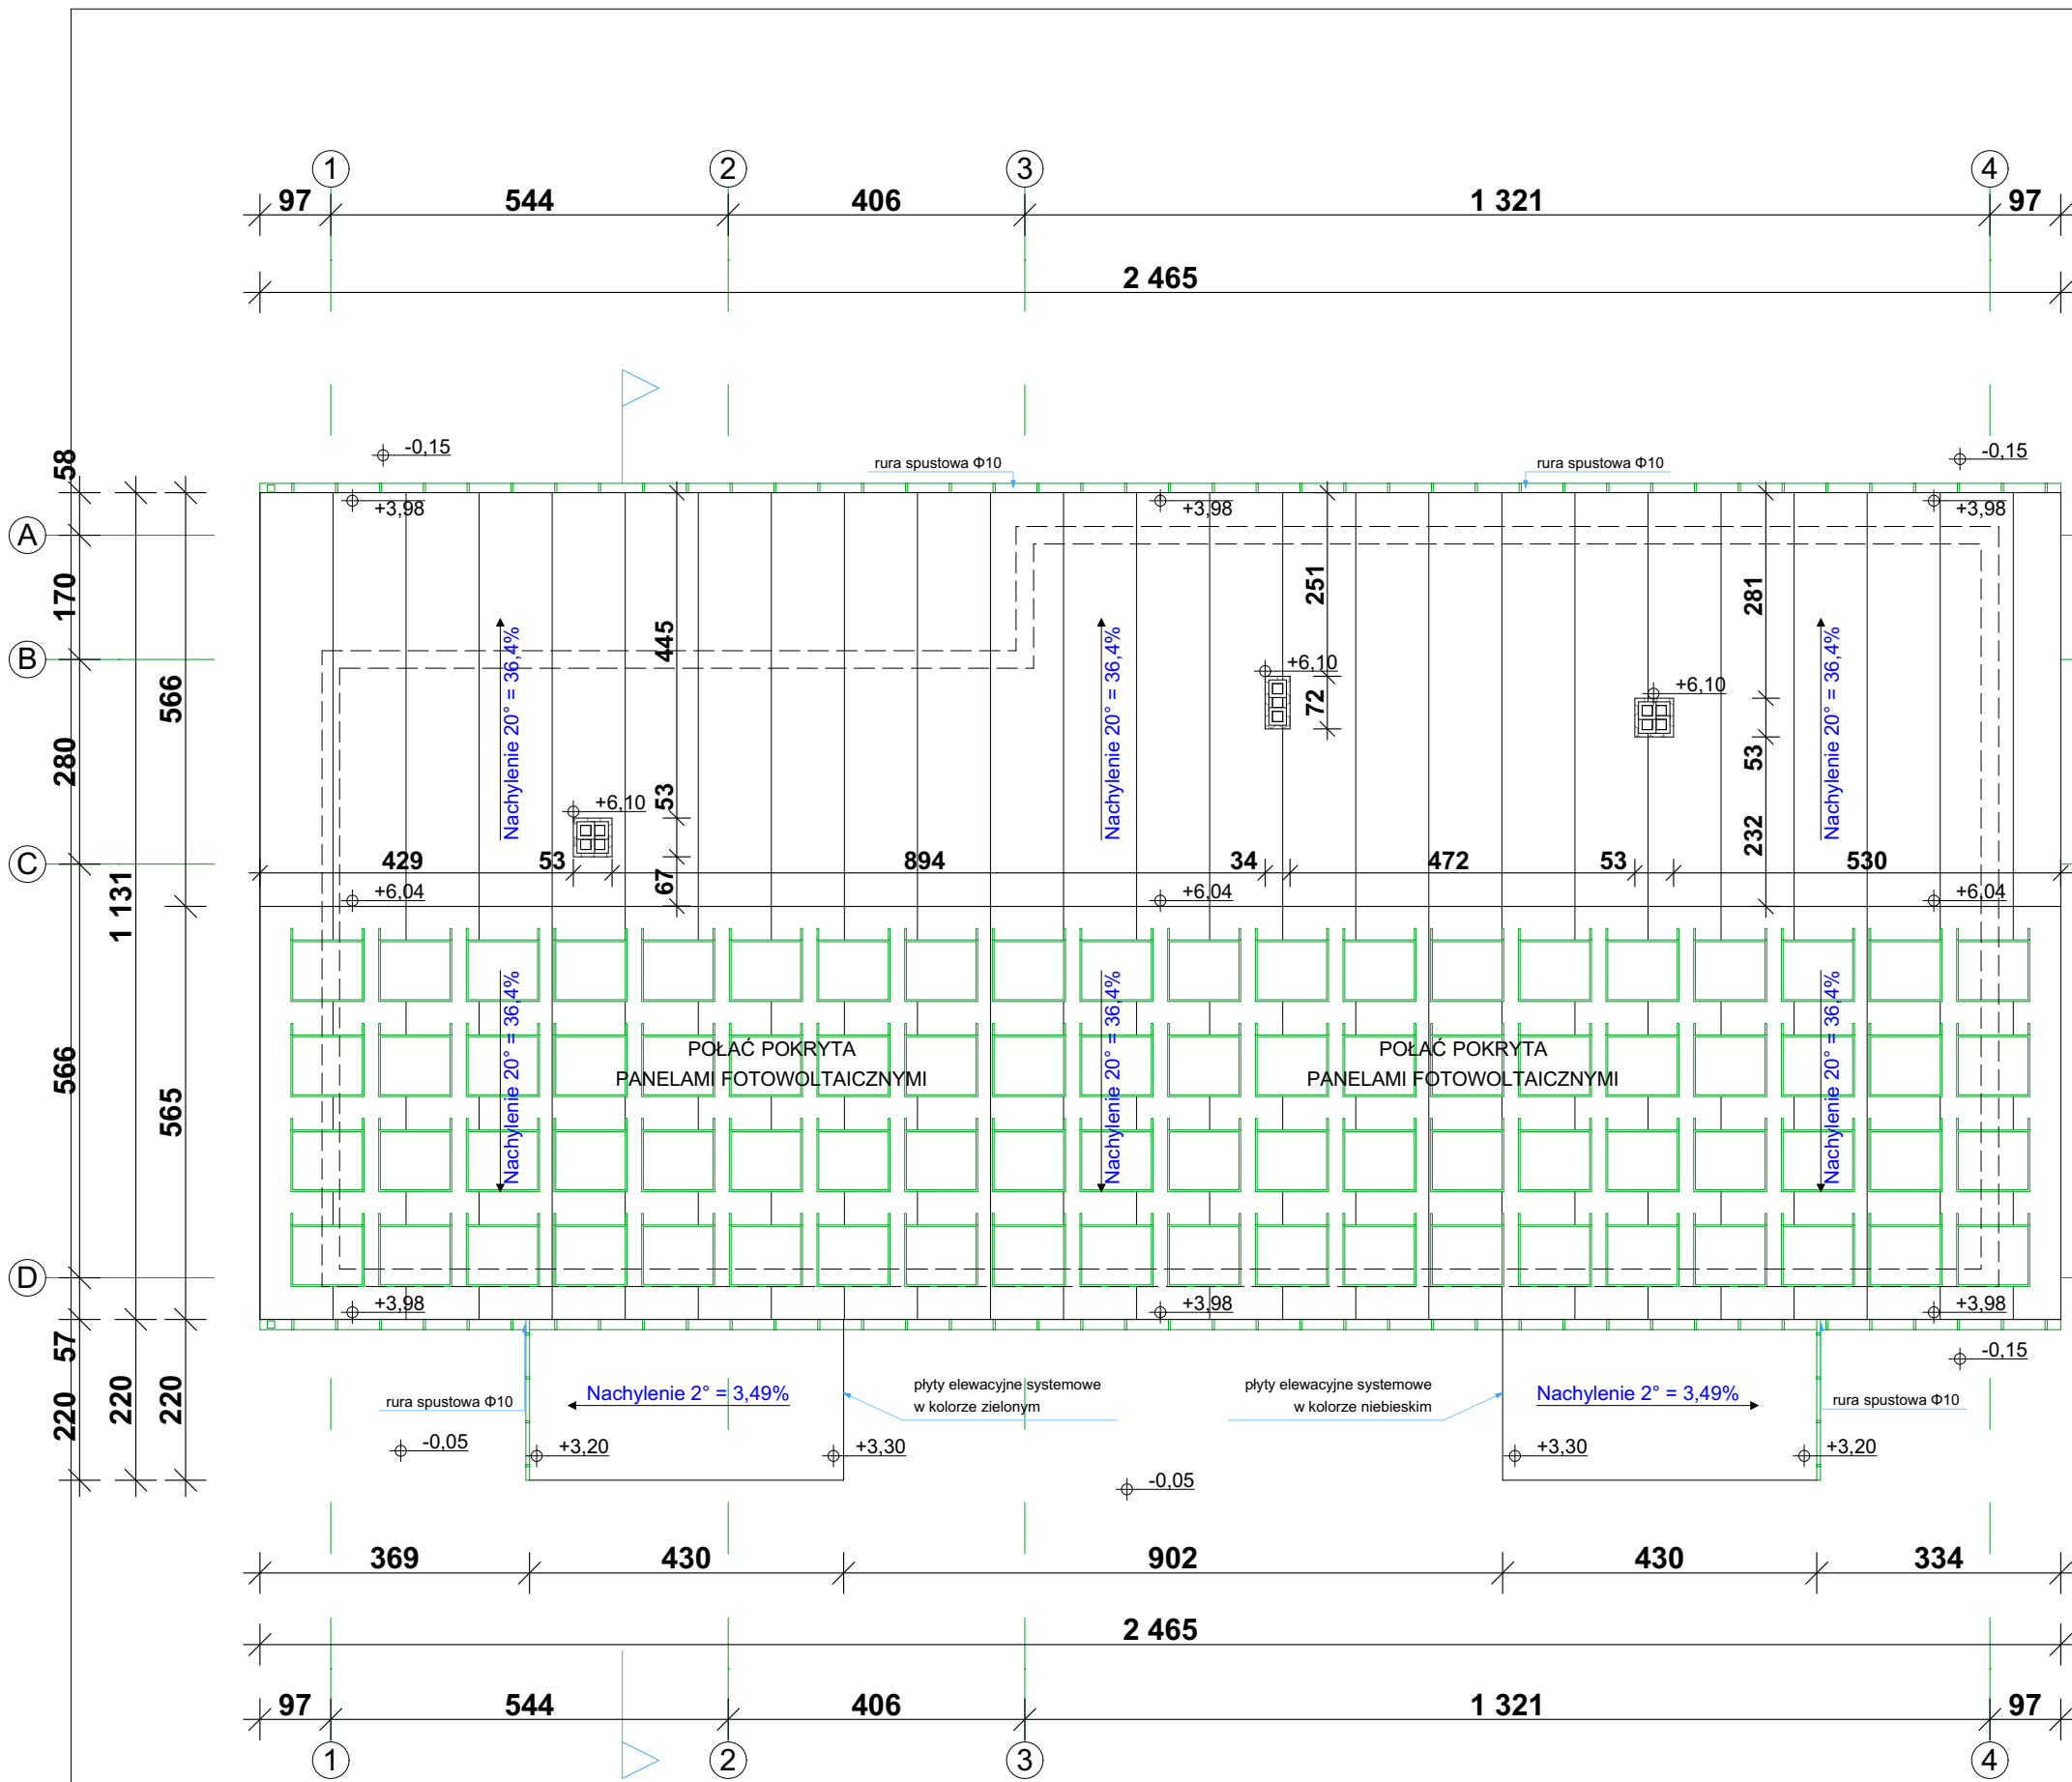 1 2 3 4
97 544 406 1 321 97
2 465
-0,15 -0,15
rura spustowa Φ10 rura spustowa Φ10
58
+3,98 +3,98 +3,98
A
170
251
281
445
B
Nachylenie 20° = 36,4% Nachylenie 20° = 36,4% Nachylenie 20° = 36,4%
+6,10
+6,10
72
566
280
53
+6,10
53
232
C
429 53 894 34 472 53 530
67
+6,04 +6,04 +6,04
1 131
Nachylenie 20° = 36,4% Nachylenie 20° = 36,4% Nachylenie 20° = 36,4%
POŁAĆ POKRYTA
PANELAMI FOTOWOLTAICZNYMI
POŁAĆ POKRYTA
PANELAMI FOTOWOLTAICZNYMI
566
565
D
+3,98 +3,98 +3,98
57
-0,15
220 220 220
Nachylenie 2° = 3,49%
płyty elewacyjne systemowe
w kolorze zielonym
płyty elewacyjne systemowe
w kolorze niebieskim
Nachylenie 2° = 3,49%
rura spustowa Φ10 rura spustowa Φ10
-0,05 +3,20 +3,30 +3,30 +3,20
-0,05
369 430 902 430 334
2 465
97 544 406 1 321 97
1 2 3 4